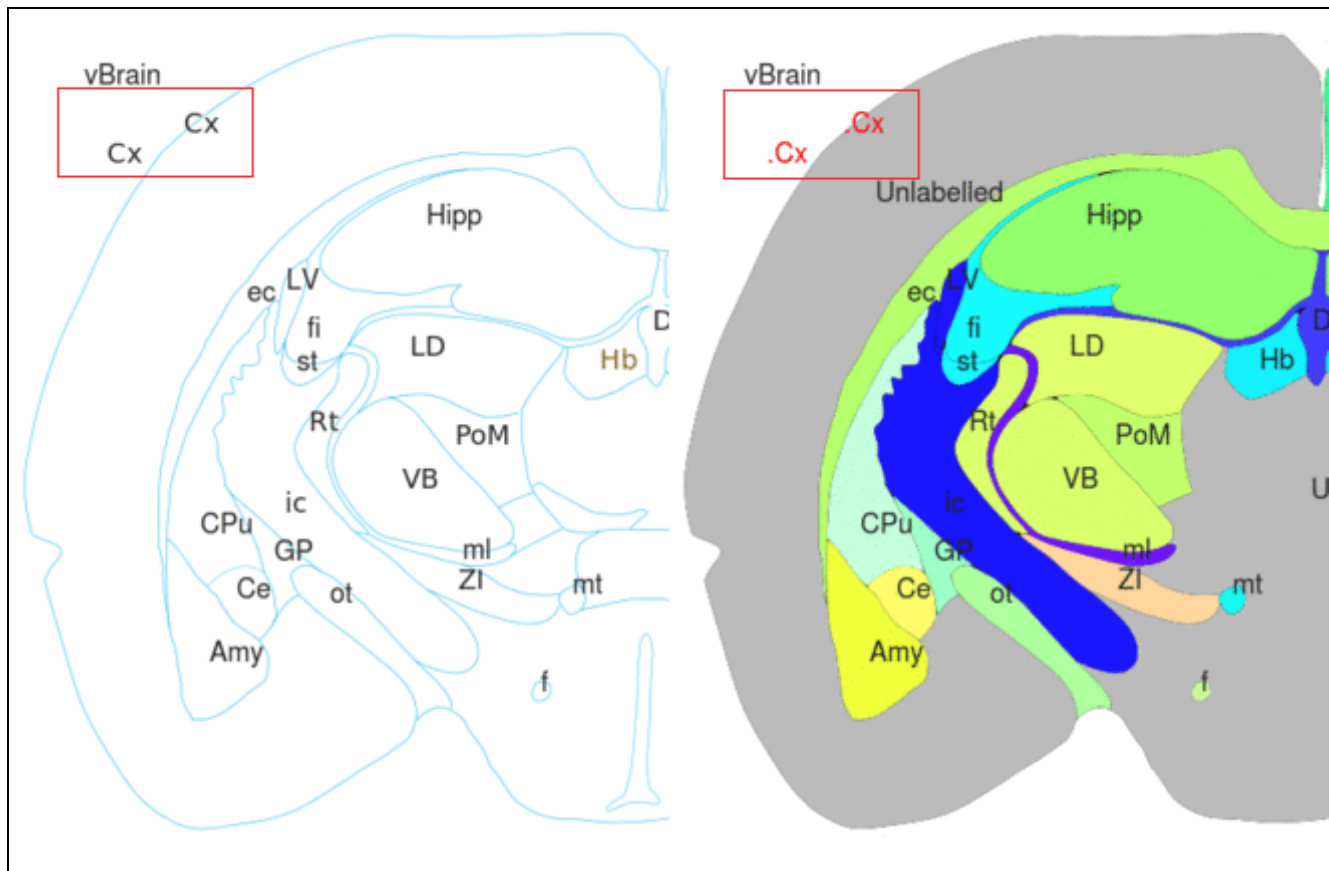 vBrain
Cx
Cx
Hipp
LV
ec
fi
D
st
LD
Hb
Rt
PoM
VB
ic
CPu
GP
ml
ZI
Ce
ot
mt
Amy
f
vBrain
.Cx
.Cx
Unlabelled
Hipp
LV
ec
fi
D
st
LD
Hb
Rt
PoM
VB
ic
U
CPu
GP
ml
ZI
Ce
ot
mt
Amy
f